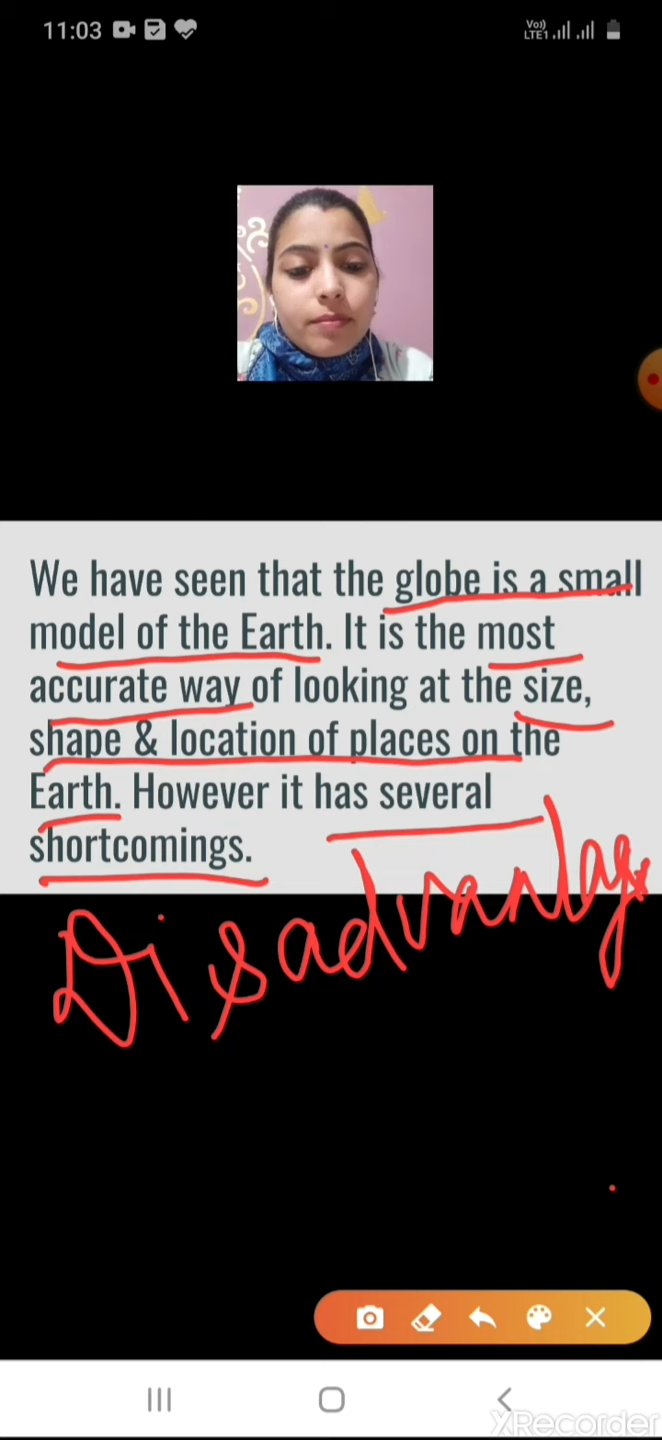 11:03
Vo))
LTE1
We have seen that the globe is a small
model of the Earth. It is the most
accurate way of looking at the size,
shape & location of places on the
Earth. However it has several
shortcomings.
Disadvantage
XRecorder